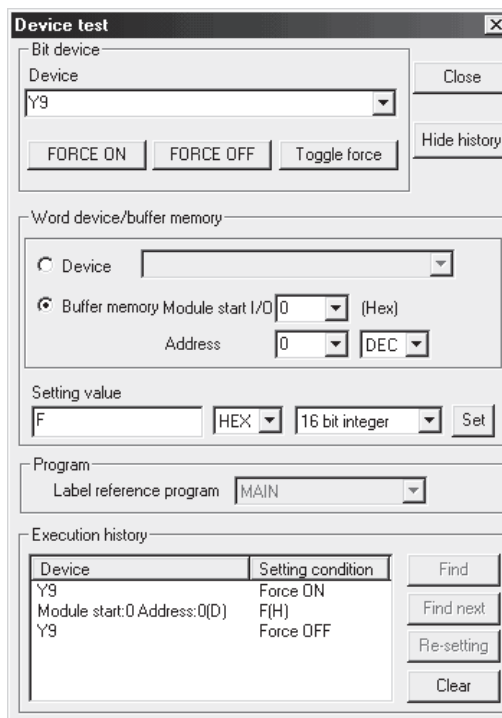 Device test
Bit device
Device
Close
Y9
FORCE ON FORCE OFF Toggle force
Hide history
Word device/buffer memory
Device
Buffer memory Module start I/O 0 (Hex)
Address 0 DEC
Setting value
F HEX 16 bit integer Set
Program
Label reference program MAIN
Execution history
Device Setting condition
Y9 Force ON
Module start:0 Address:0(D) F(H)
Y9 Force OFF
Find
Find next
Re-setting
Clear